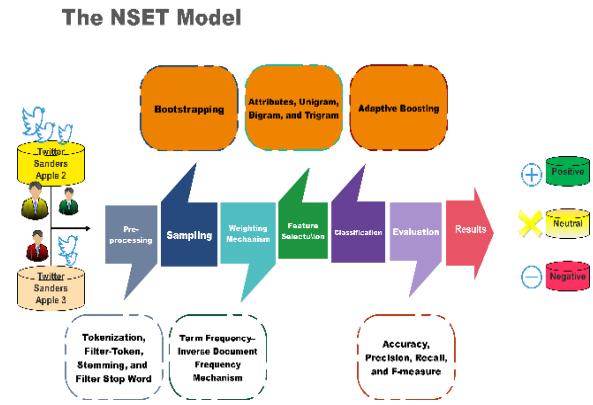 The NSET Model
Bootstrapping
Attributes, Unigram,
Digram, and Trigram
Adaptive Boosting
Twitter
Sanders
Apple 2
Twitter
Sanders
Apple 3
Pre-
processing
Sampling
Weighting
Mechanism
Feature
Selectution
Classification
Evaluation
Results
Positive
Neutral
Negative
Tokenization,
Filter-Token,
Stemming, and
Filter Stop Word
Term Frequency–
Inverse Document
Frequency
Mechanism
Accuracy,
Precision, Recall,
and F-measure